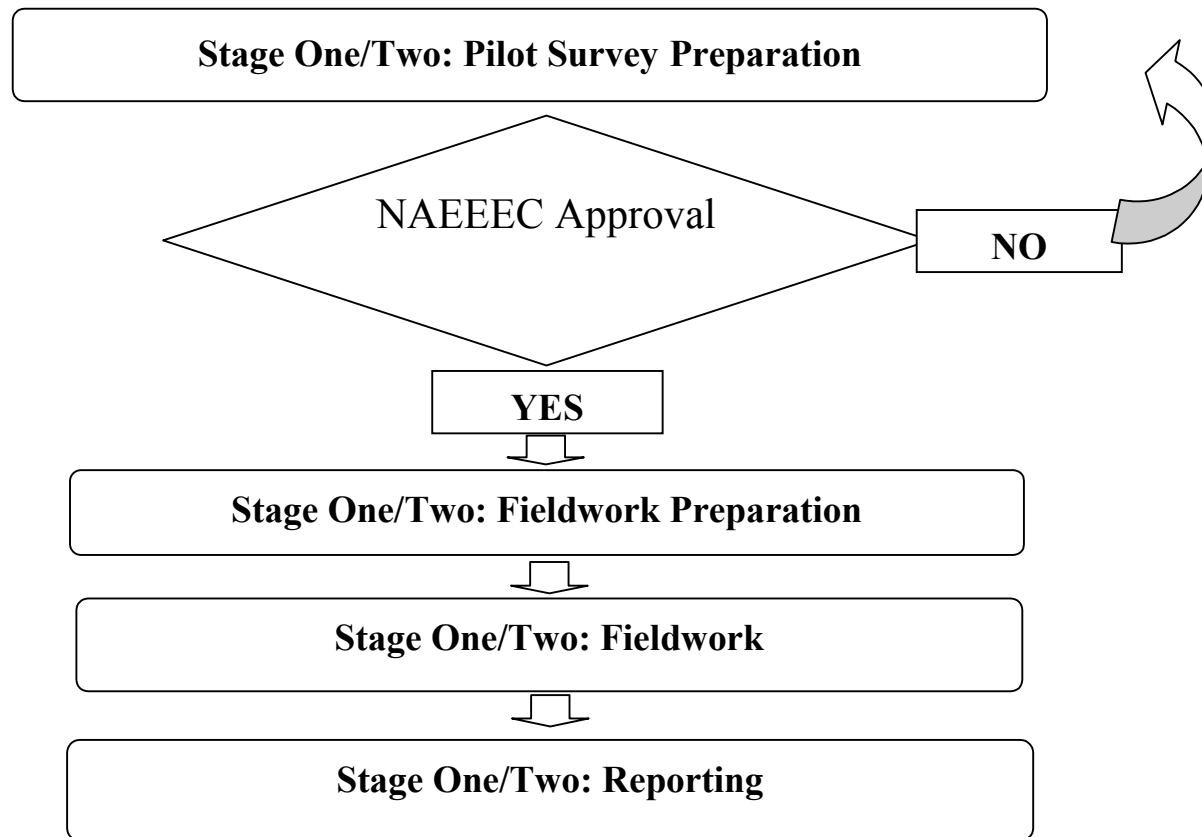 Stage One/Two: Pilot Survey Preparation
NAEEEC Approval
NO
YES
Stage One/Two: Fieldwork Preparation
Stage One/Two: Fieldwork
Stage One/Two: Reporting